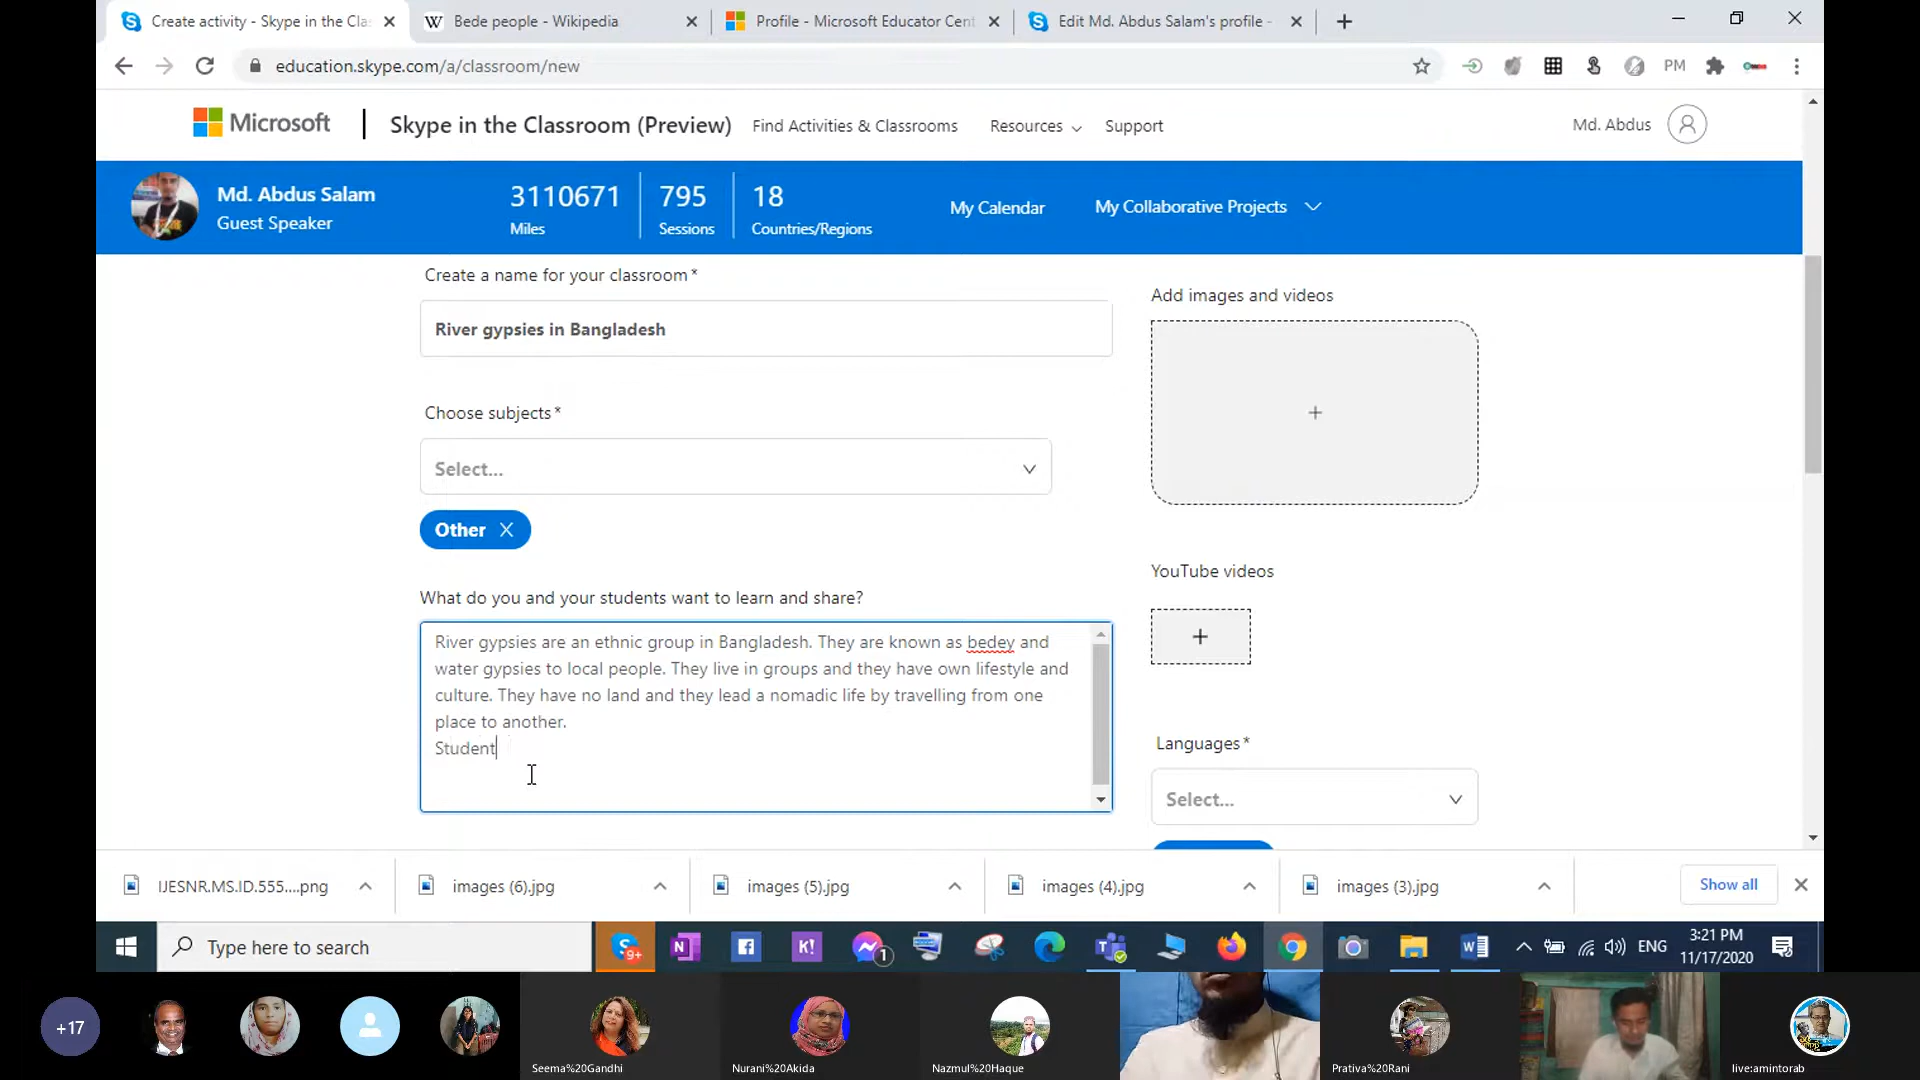 Create activity - Skype in the Clas
Bede people - Wikipedia
Profile - Microsoft Educator Cent
Edit Md. Abdus Salam's profile -
education.skype.com/a/classroom/new
PM
Microsoft
Skype in the Classroom (Preview)
Find Activities & Classrooms
Resources
Support
Md. Abdus
Md. Abdus Salam
Guest Speaker
3110671
Miles
795
Sessions
18
Countries/Regions
My Calendar
My Collaborative Projects
Create a name for your classroom*
River gypsies in Bangladesh
Choose subjects*
Select...
Other
What do you and your students want to learn and share?
River gypsies are an ethnic group in Bangladesh. They are known as bedey and
water gypsies to local people. They live in groups and they have own lifestyle and
culture. They have no land and they lead a nomadic life by travelling from one
place to another.
Student
Add images and videos
YouTube videos
Languages*
Select...
IJESNR.MS.ID.555....png
images (6).jpg
images (5).jpg
images (4).jpg
images (3).jpg
Show all
Type here to search
9+
K!
1
ENG
3:21 PM
11/17/2020
+17
Seema%20Gandhi
Nurani%20Akida
Nazmul%20Haque
Prativa%20Rani
live:amintorab